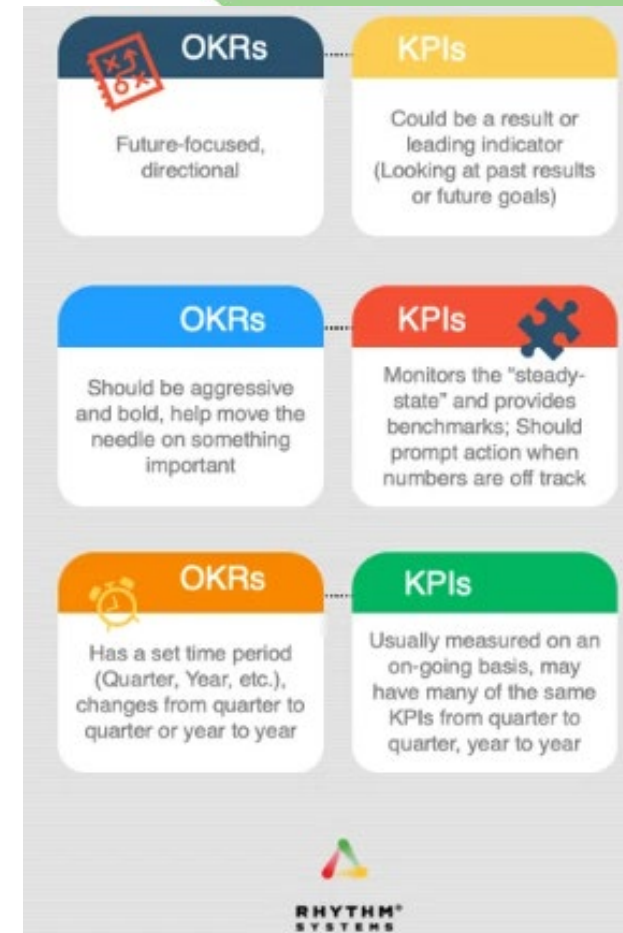 OKRs
KPIs
Future-focused,
directional
Could be a result or
leading indicator
(Looking at past results
or future goals)
OKRs
KPIs
Should be aggressive
and bold, help move the
needle on something
important
Monitors the "steady-
state" and provides
benchmarks; Should
prompt action when
numbers are off track
OKRs
KPIs
Has a set time period
(Quarter, Year, etc.),
changes from quarter to
quarter or year to year
Usually measured on an
on-going basis, may
have many of the same
KPIs from quarter to
quarter, year to year
RHYTHM®
SYSTEMS